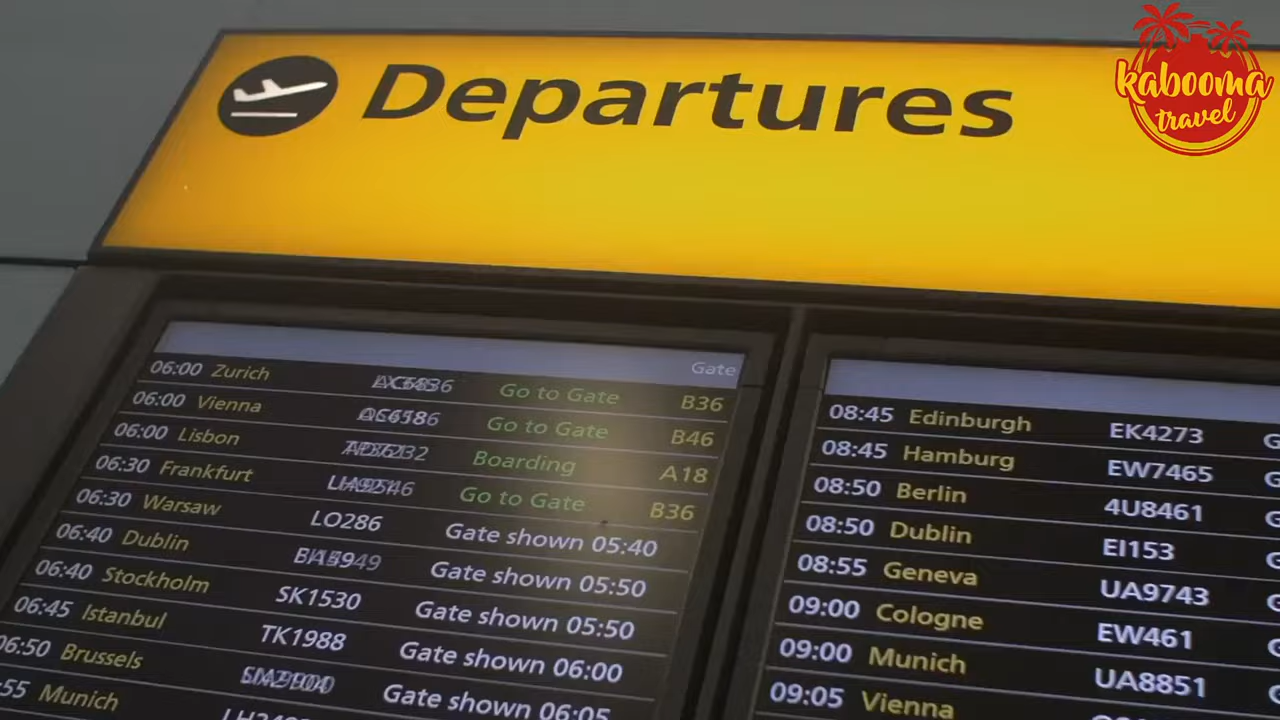 Departures
kabooma
travel
Gate
06:00 Zurich Go to Gate B36
06:00 Vienna Go to Gate B46
06:00 Lisbon Boarding A18
06:30 Frankfurt Go to Gate B36
06:30 Warsaw LO286 Gate shown 05:40
06:40 Dublin Gate shown 05:50
06:40 Stockholm SK1530 Gate shown 05:50
06:45 Istanbul TK1988 Gate shown 06:00
06:50 Brussels Gate shown 06:05
:55 Munich
08:45 Edinburgh EK4273 G
08:45 Hamburg EW7465 G
08:50 Berlin 4U8461 G
08:50 Dublin EI153 G
08:55 Geneva UA9743 G
09:00 Cologne EW461 G
09:00 Munich UA8851 G
09:05 Vienna